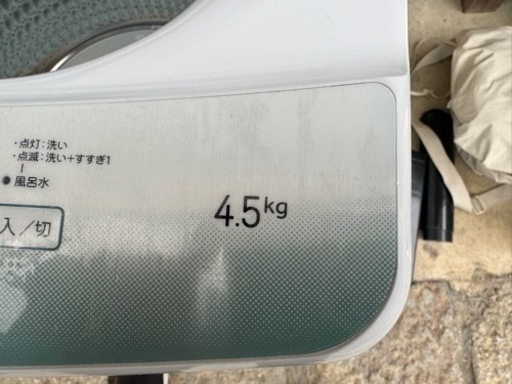 ・点灯:洗い
・点滅:洗い+すすぎ1
● 風呂水
入/切
4.5kg